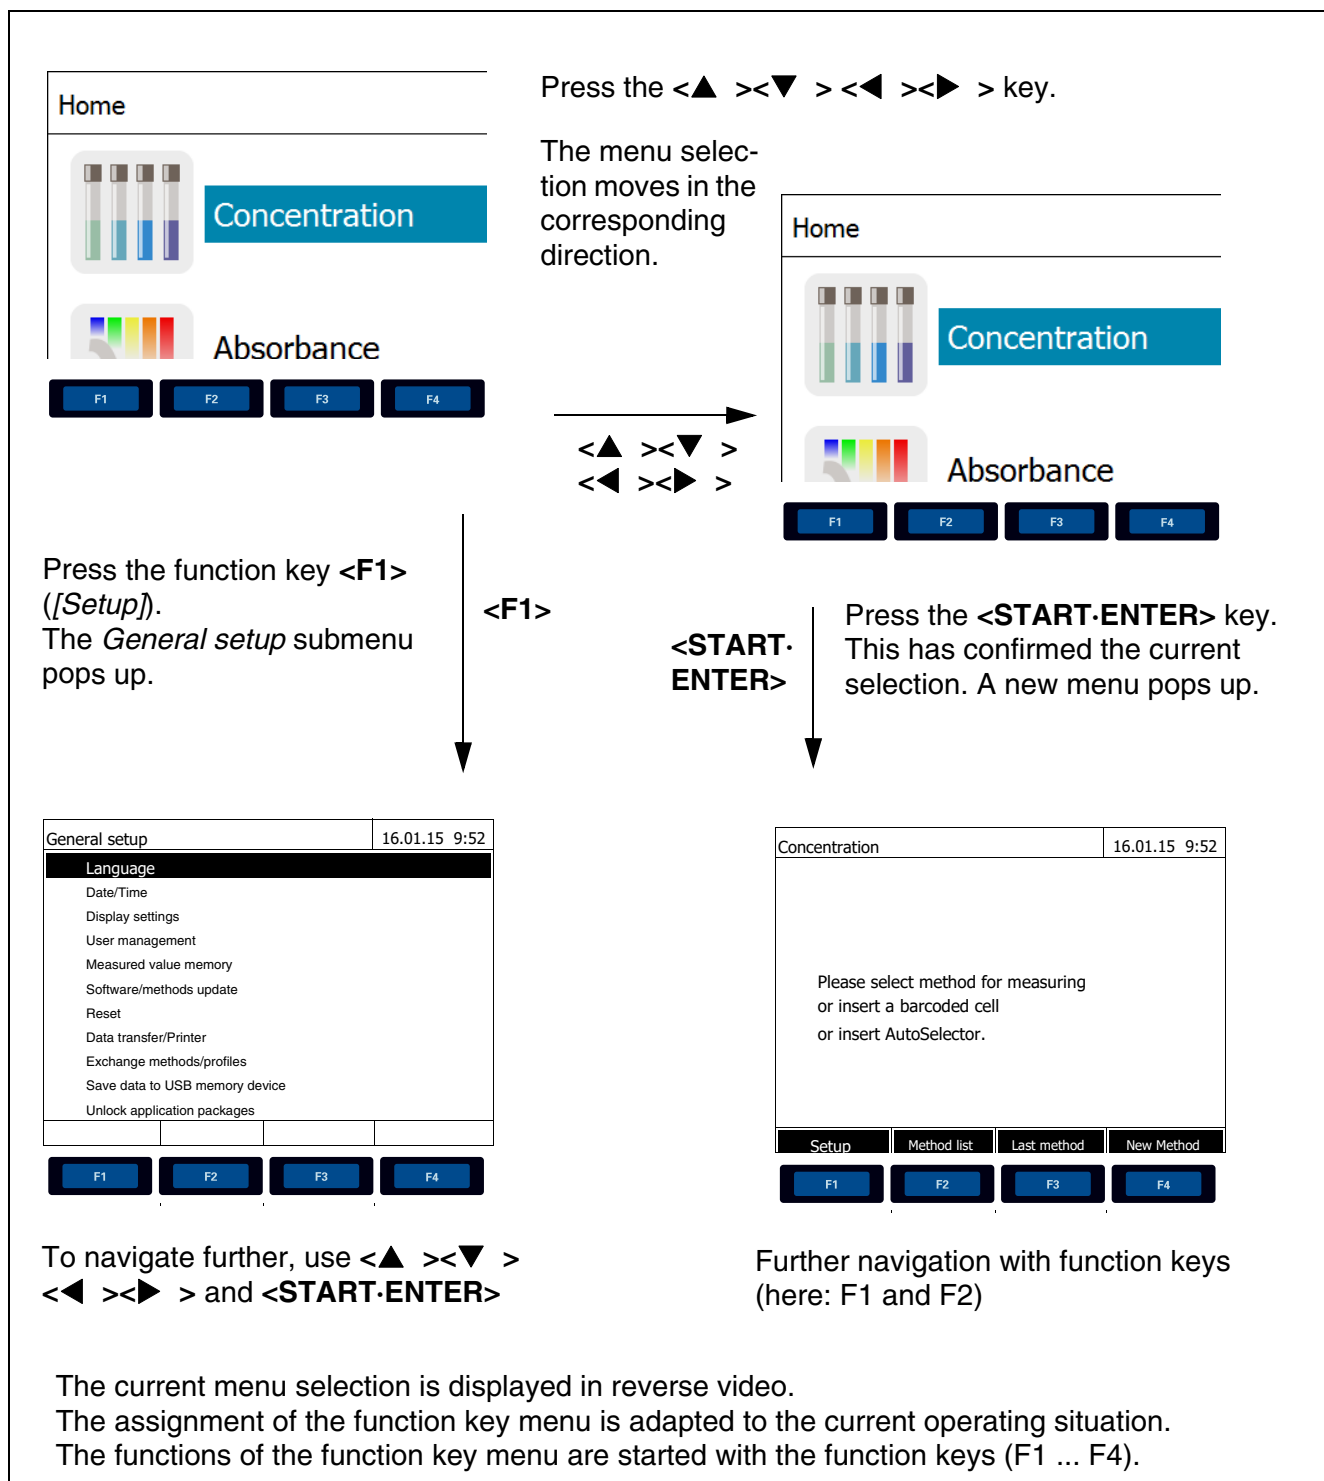 Home
Concentration
Absorbance
F1 F2 F3 F4
Press the <▲ ><▼ > <◀ ><▶ > key.
The menu selec-
tion moves in the
corresponding
direction.
<▲ ><▼ >
<◀ ><▶ >
Home
Concentration
Absorbance
F1 F2 F3 F4
Press the function key <F1>
([Setup]).
The General setup submenu
pops up.
<F1>
<START·
ENTER>
Press the <START·ENTER> key.
This has confirmed the current
selection. A new menu pops up.
General setup 16.01.15 9:52
Language
Date/Time
Display settings
User management
Measured value memory
Software/methods update
Reset
Data transfer/Printer
Exchange methods/profiles
Save data to USB memory device
Unlock application packages
F1 F2 F3 F4
To navigate further, use <▲ ><▼ >
<◀ ><▶ > and <START·ENTER>
Concentration 16.01.15 9:52
Please select method for measuring
or insert a barcoded cell
or insert AutoSelector.
Setup Method list Last method New Method
F1 F2 F3 F4
Further navigation with function keys
(here: F1 and F2)
The current menu selection is displayed in reverse video.
The assignment of the function key menu is adapted to the current operating situation.
The functions of the function key menu are started with the function keys (F1 ... F4).